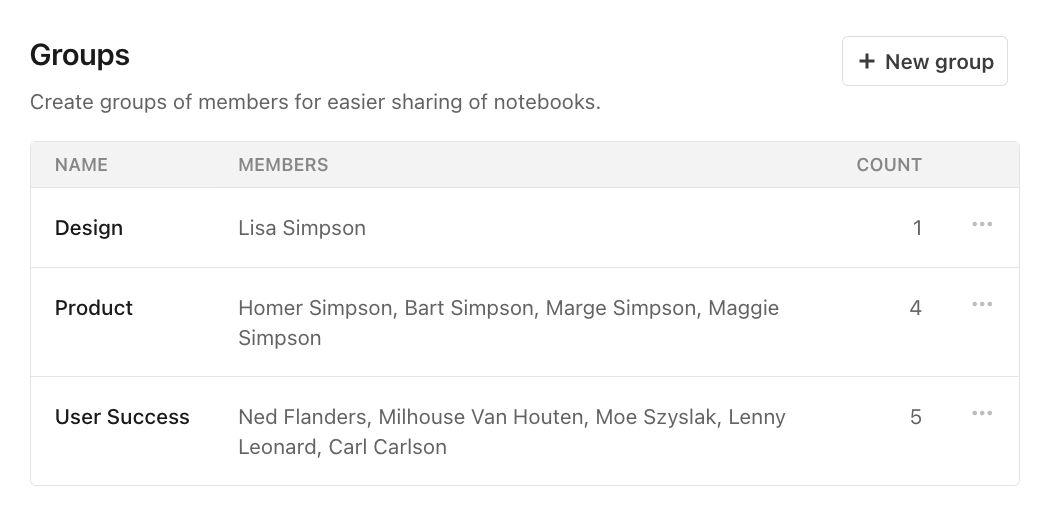 Groups
+ New group
Create groups of members for easier sharing of notebooks.
NAME MEMBERS COUNT
Design Lisa Simpson 1 •••
Product Homer Simpson, Bart Simpson, Marge Simpson, Maggie 4 •••
Simpson
User Success Ned Flanders, Milhouse Van Houten, Moe Szyslak, Lenny 5 •••
Leonard, Carl Carlson